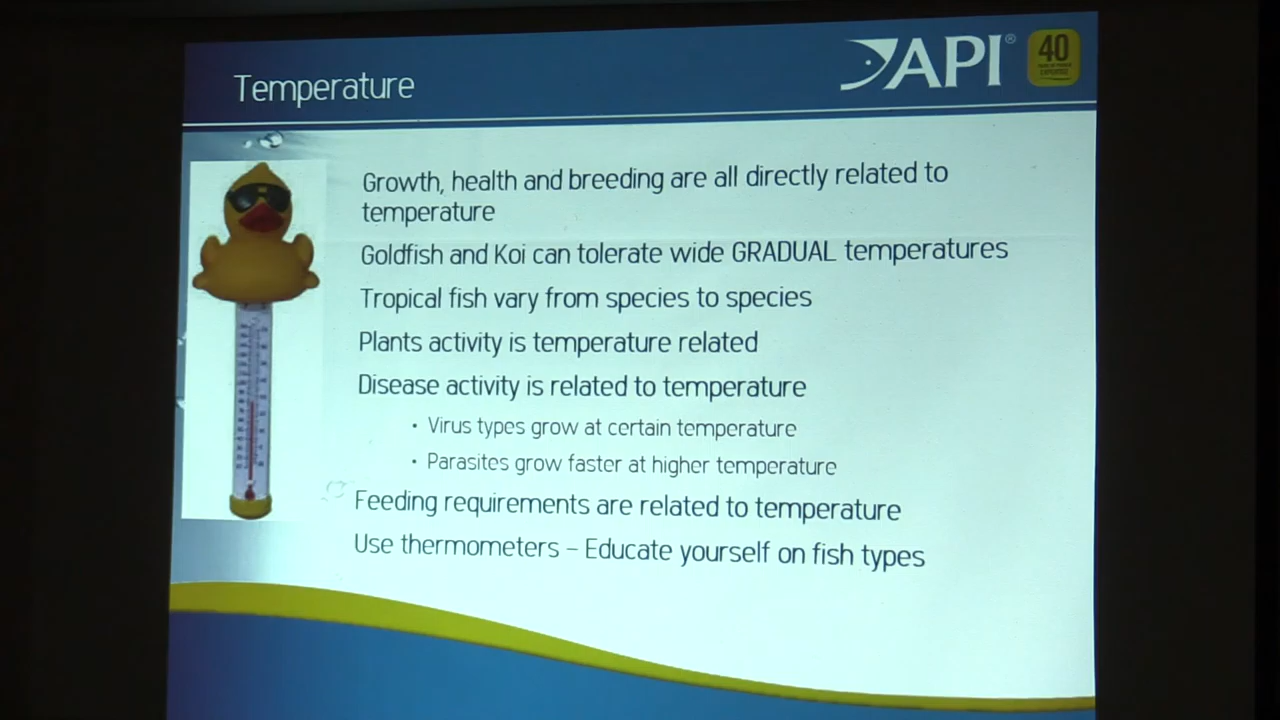 Temperature
API®
40
Growth, health and breeding are all directly related to
temperature
Goldfish and Koi can tolerate wide GRADUAL temperatures
Tropical fish vary from species to species
Plants activity is temperature related
Disease activity is related to temperature
• Virus types grow at certain temperature
• Parasites grow faster at higher temperature
Feeding requirements are related to temperature
Use thermometers – Educate yourself on fish types